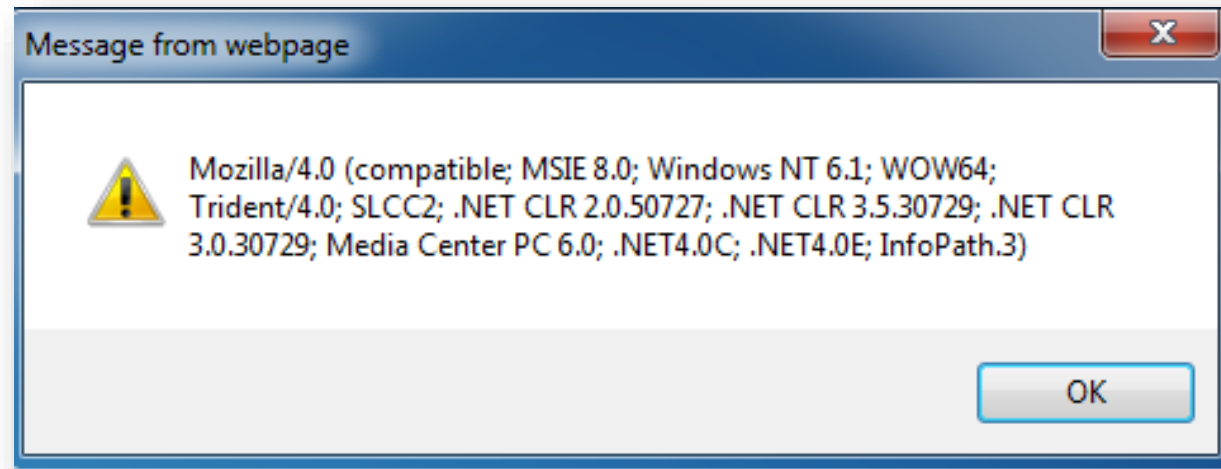 Message from webpage
Mozilla/4.0 (compatible; MSIE 8.0; Windows NT 6.1; WOW64;
Trident/4.0; SLCC2; .NET CLR 2.0.50727; .NET CLR 3.5.30729; .NET CLR
3.0.30729; Media Center PC 6.0; .NET4.0C; .NET4.0E; InfoPath.3)
OK